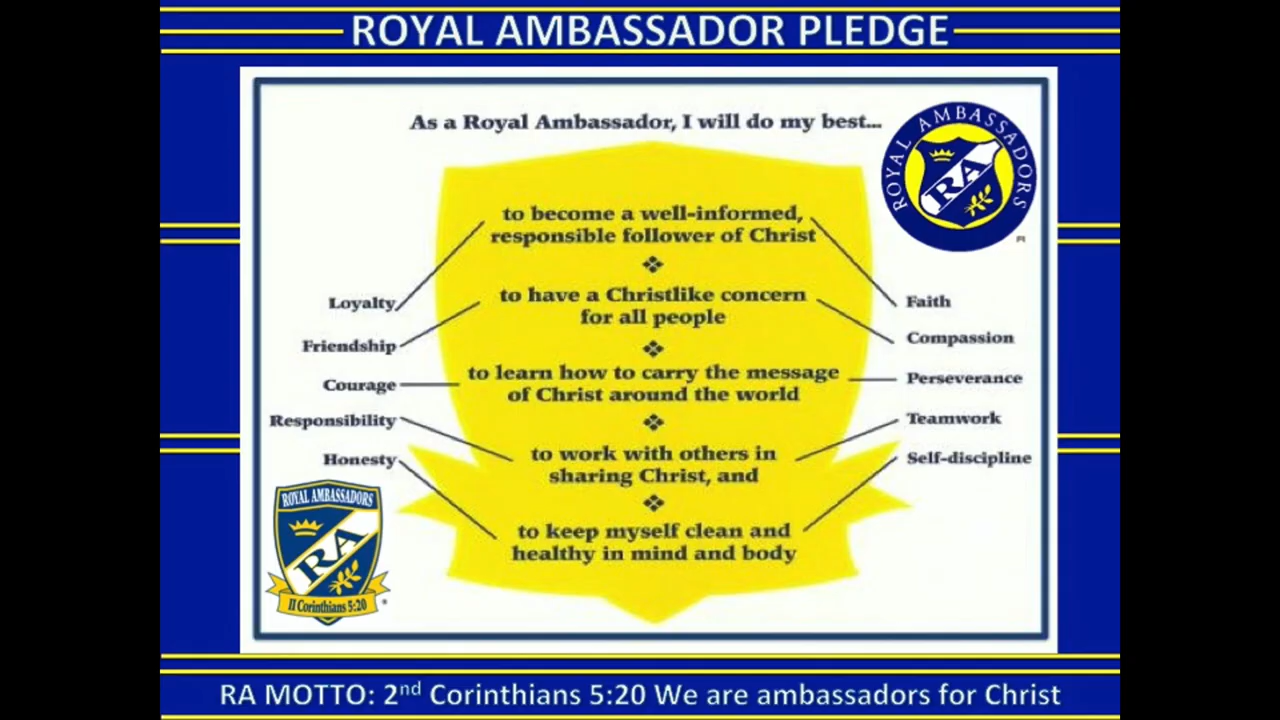 ROYAL AMBASSADOR PLEDGE
As a Royal Ambassador, I will do my best...
ROYAL AMBASSADORS
RA
to become a well-informed,
responsible follower of Christ
Loyalty
Faith
to have a Christlike concern
for all people
Friendship
Compassion
to learn how to carry the message
of Christ around the world
Courage
Perseverance
Responsibility
Teamwork
to work with others in
sharing Christ, and
Honesty
Self-discipline
to keep myself clean and
healthy in mind and body
ROYAL AMBASSADORS
RA
II Corinthians 5:20
RA MOTTO: 2nd Corinthians 5:20 We are ambassadors for Christ